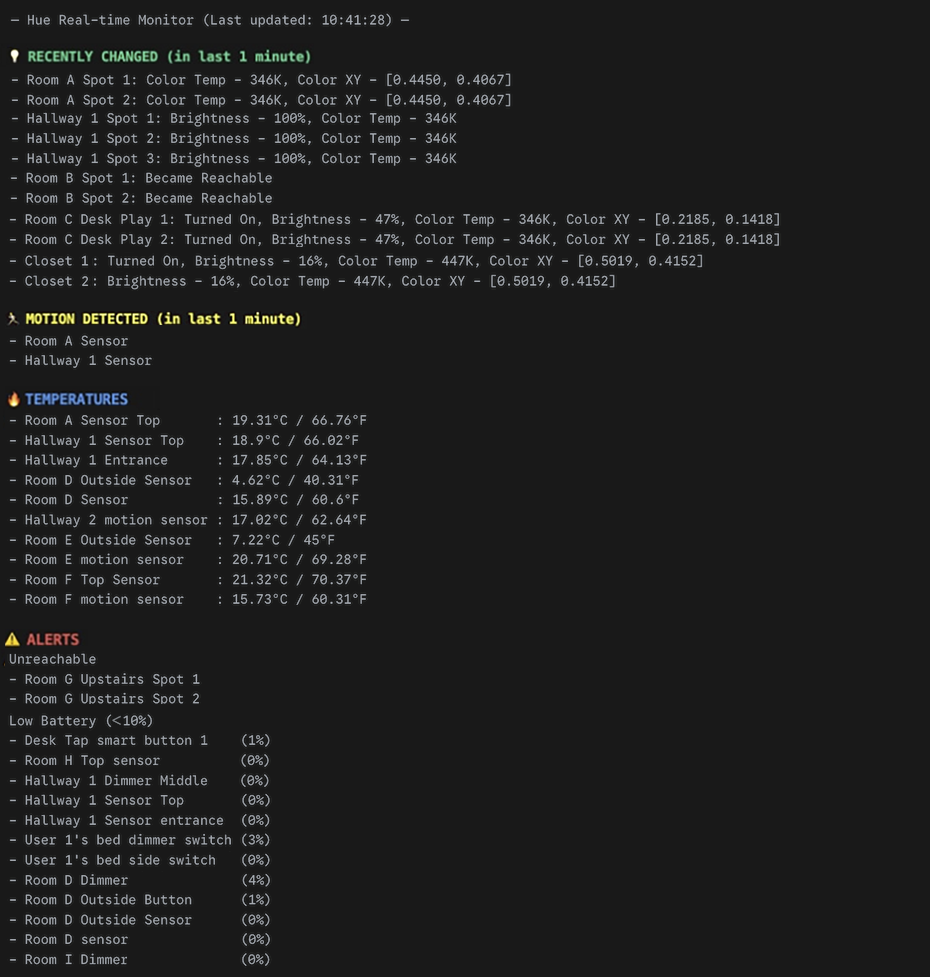 — Hue Real-time Monitor (Last updated: 10:41:28) —
💡 RECENTLY CHANGED (in last 1 minute)
– Room A Spot 1: Color Temp – 346K, Color XY – [0.4450, 0.4067]
– Room A Spot 2: Color Temp – 346K, Color XY – [0.4450, 0.4067]
– Hallway 1 Spot 1: Brightness – 100%, Color Temp – 346K
– Hallway 1 Spot 2: Brightness – 100%, Color Temp – 346K
– Hallway 1 Spot 3: Brightness – 100%, Color Temp – 346K
– Room B Spot 1: Became Reachable
– Room B Spot 2: Became Reachable
– Room C Desk Play 1: Turned On, Brightness – 47%, Color Temp – 346K, Color XY – [0.2185, 0.1418]
– Room C Desk Play 2: Turned On, Brightness – 47%, Color Temp – 346K, Color XY – [0.2185, 0.1418]
– Closet 1: Turned On, Brightness – 16%, Color Temp – 447K, Color XY – [0.5019, 0.4152]
– Closet 2: Brightness – 16%, Color Temp – 447K, Color XY – [0.5019, 0.4152]
🏃 MOTION DETECTED (in last 1 minute)
– Room A Sensor
– Hallway 1 Sensor
🔥 TEMPERATURES
– Room A Sensor Top : 19.31°C / 66.76°F
– Hallway 1 Sensor Top : 18.9°C / 66.02°F
– Hallway 1 Entrance : 17.85°C / 64.13°F
– Room D Outside Sensor : 4.62°C / 40.31°F
– Room D Sensor : 15.89°C / 60.6°F
– Hallway 2 motion sensor : 17.02°C / 62.64°F
– Room E Outside Sensor : 7.22°C / 45°F
– Room E motion sensor : 20.71°C / 69.28°F
– Room F Top Sensor : 21.32°C / 70.37°F
– Room F motion sensor : 15.73°C / 60.31°F
⚠️ ALERTS
Unreachable
– Room G Upstairs Spot 1
– Room G Upstairs Spot 2
Low Battery (<10%)
– Desk Tap smart button 1 (1%)
– Room H Top sensor (0%)
– Hallway 1 Dimmer Middle (0%)
– Hallway 1 Sensor Top (0%)
– Hallway 1 Sensor entrance (0%)
– User 1's bed dimmer switch (3%)
– User 1's bed side switch (0%)
– Room D Dimmer (4%)
– Room D Outside Button (1%)
– Room D Outside Sensor (0%)
– Room D sensor (0%)
– Room I Dimmer (0%)